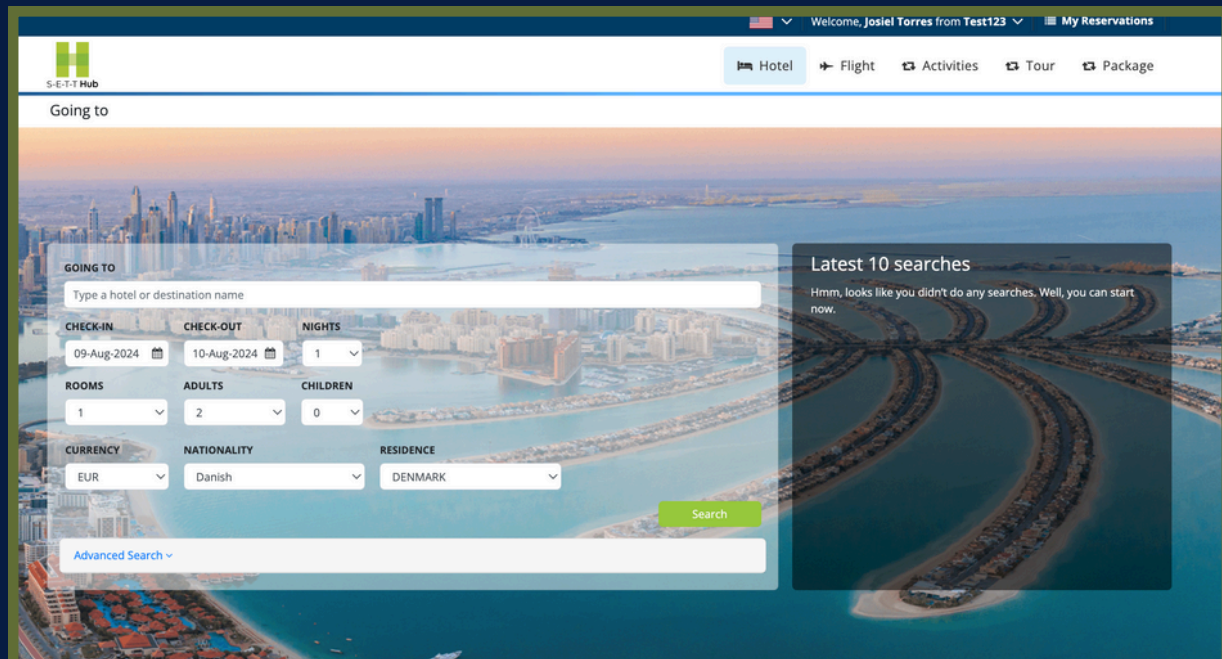 Welcome, Josiel Torres from Test123
My Reservations
S-E-T-T Hub
Hotel
Flight
Activities
Tour
Package
Going to
GOING TO
Type a hotel or destination name
CHECK-IN
CHECK-OUT
NIGHTS
09-Aug-2024
10-Aug-2024
1
ROOMS
ADULTS
CHILDREN
1
2
0
CURRENCY
NATIONALITY
RESIDENCE
EUR
Danish
DENMARK
Search
Advanced Search
Latest 10 searches
Hmm, looks like you didn't do any searches. Well, you can start
now.